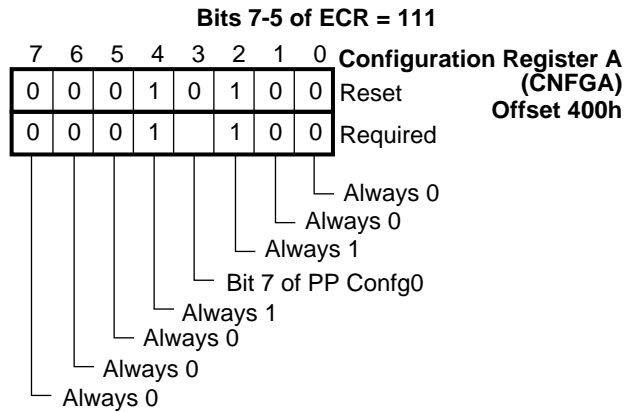 Bits 7-5 of ECR = 111
7 6 5 4 3 2 1 0 Configuration Register A
(CNFGA)
0 0 0 1 0 1 0 0 Reset
Offset 400h
0 0 0 1 1 0 0 Required
Always 0
Always 0
Always 1
Bit 7 of PP Confg0
Always 1
Always 0
Always 0
Always 0